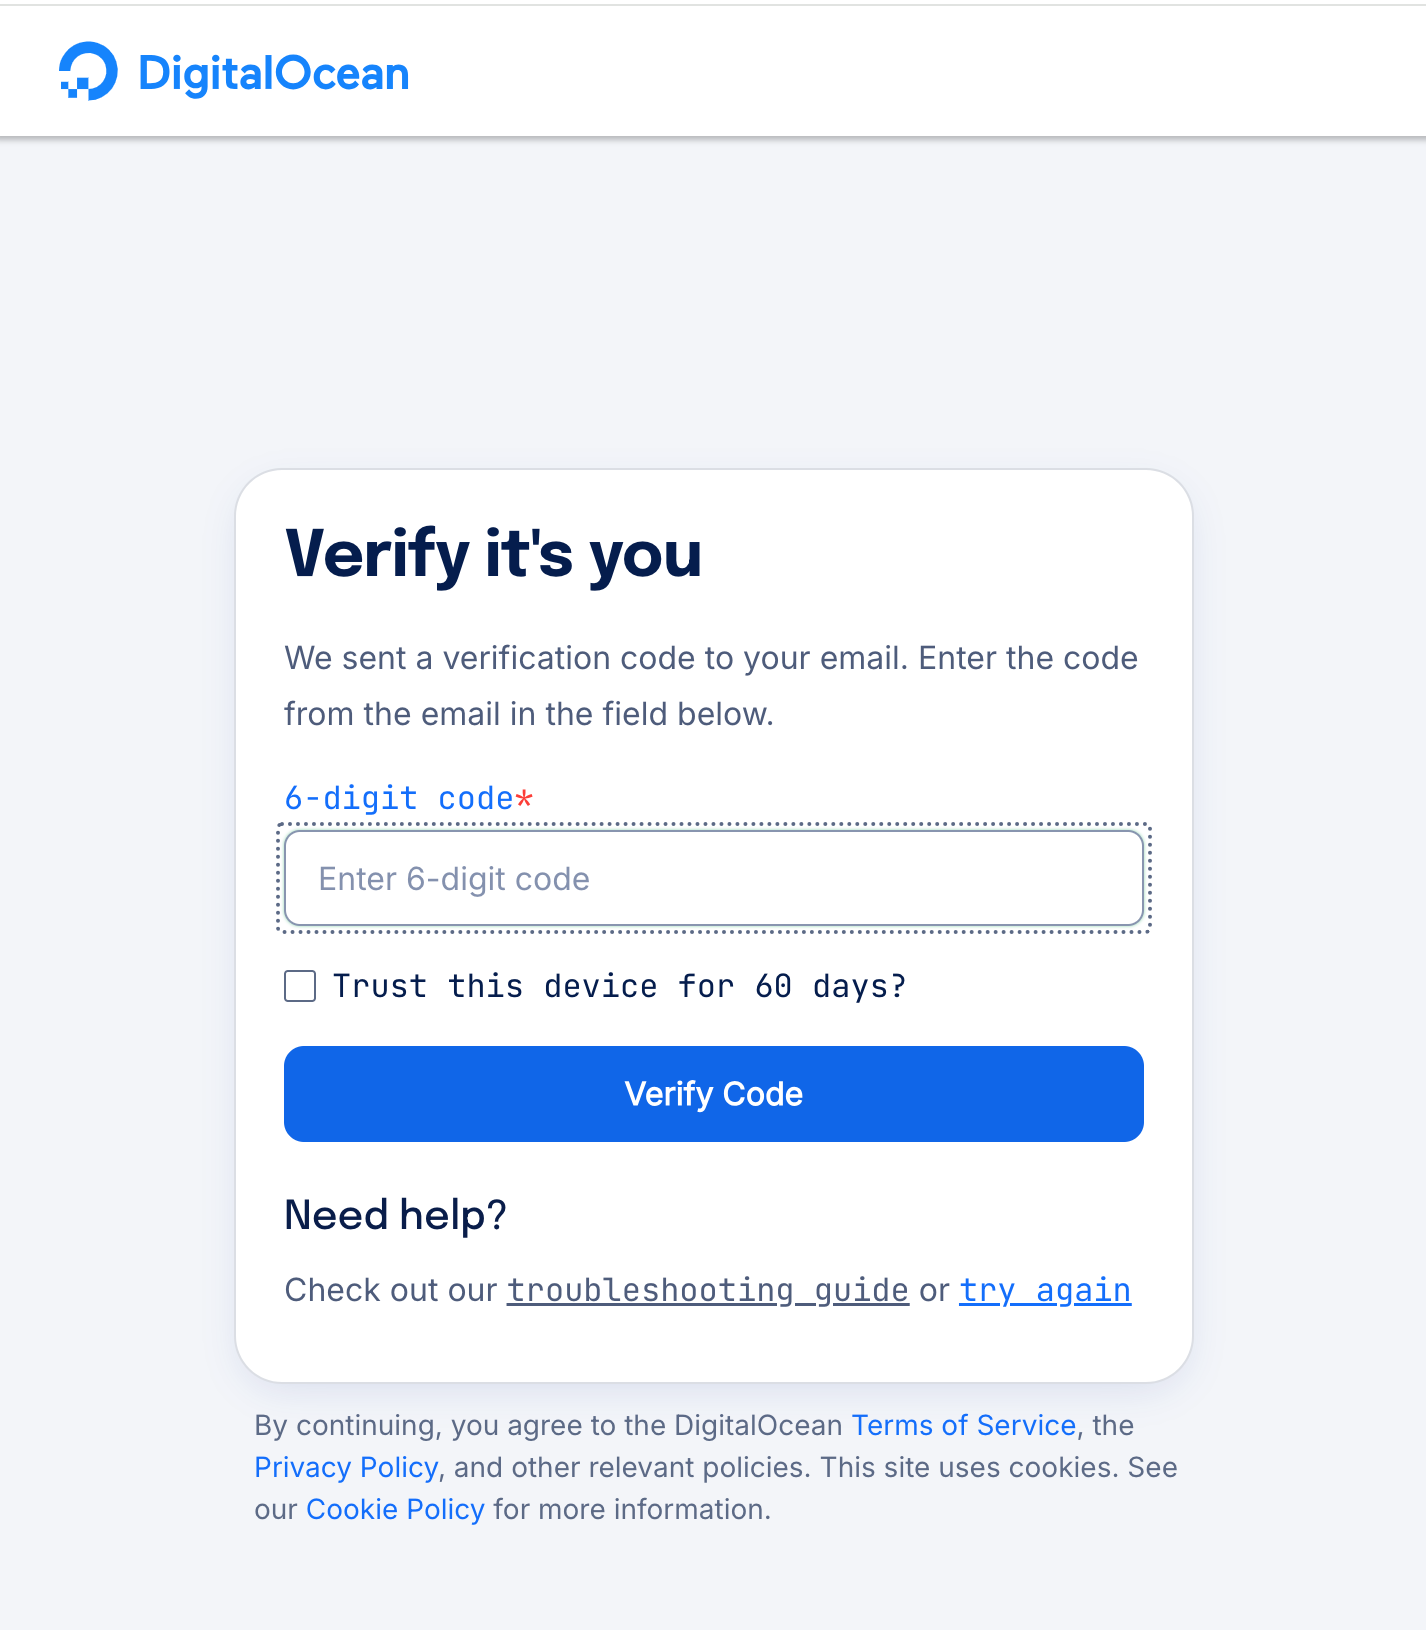 DigitalOcean
Verify it's you
We sent a verification code to your email. Enter the code
from the email in the field below.
6-digit code*
Enter 6-digit code
Trust this device for 60 days?
Verify Code
Need help?
Check out our troubleshooting guide or try again
By continuing, you agree to the DigitalOcean Terms of Service, the
Privacy Policy, and other relevant policies. This site uses cookies. See
our Cookie Policy for more information.